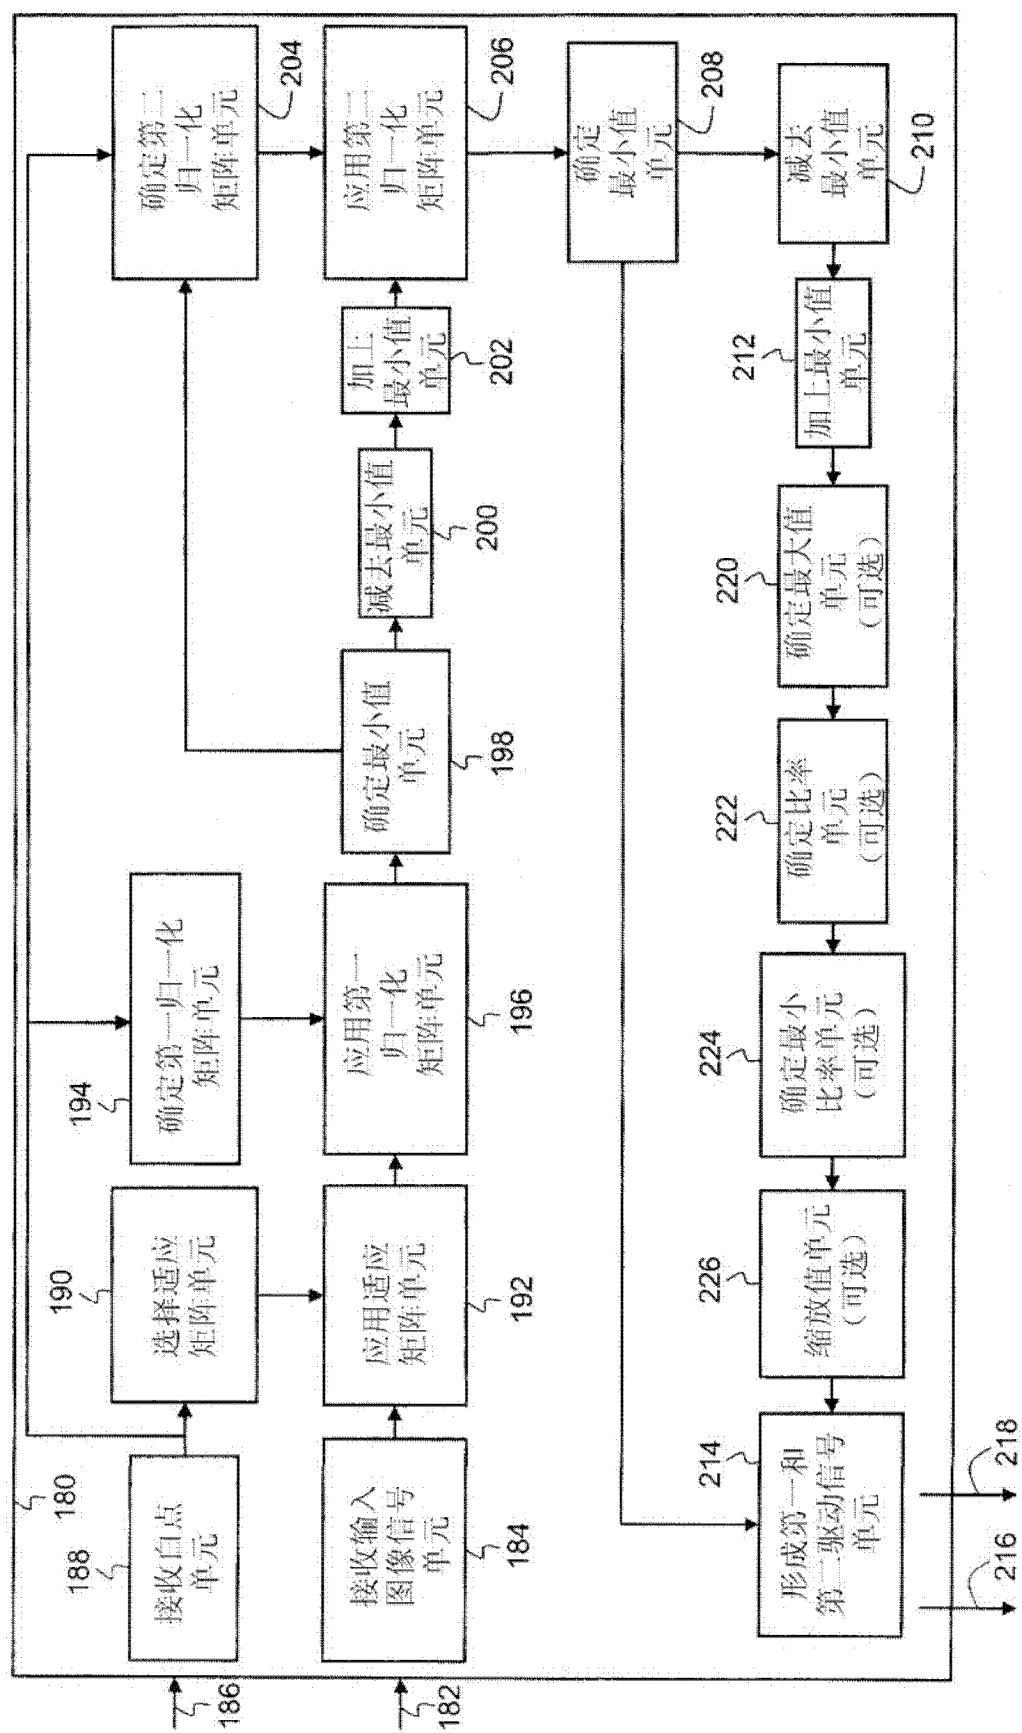 180
186
188
接收白点
单元
190
选择适应
矩阵单元
194
确定第一归一化
矩阵单元
确定第二
归一化
矩阵单元
204
182
接收输入
图像信号
单元
184
应用适应
矩阵单元
192
应用第一
归一化
矩阵单元
196
确定最小值
单元
198
减去最小值
单元
200
加上
最小值
单元
202
应用第二
归一化
矩阵单元
206
确定
最小值
单元
208
214
形成第一和
第二驱动信号
单元
226
缩放值单元
(可选)
224
确定最小
比率单元
(可选)
222
确定比率
单元
(可选)
220
确定最大值
单元
(可选)
212
加上最小值
单元
减去
最小值
单元
210
216
218